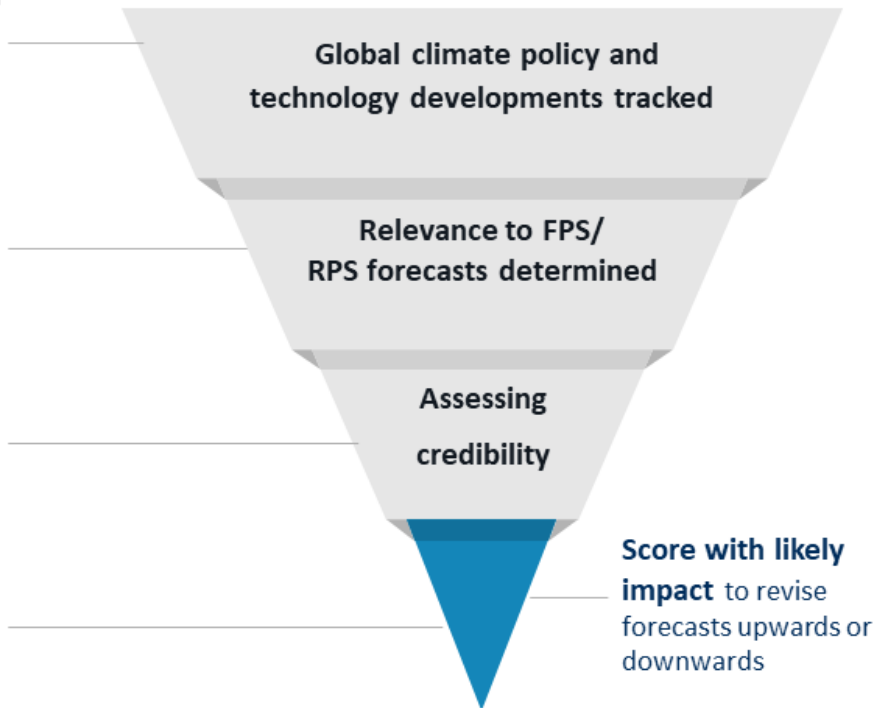 Global climate policy and
technology developments tracked
Relevance to FPS/
RPS forecasts determined
Assessing
credibility
Score with likely
impact to revise
forecasts upwards or
downwards